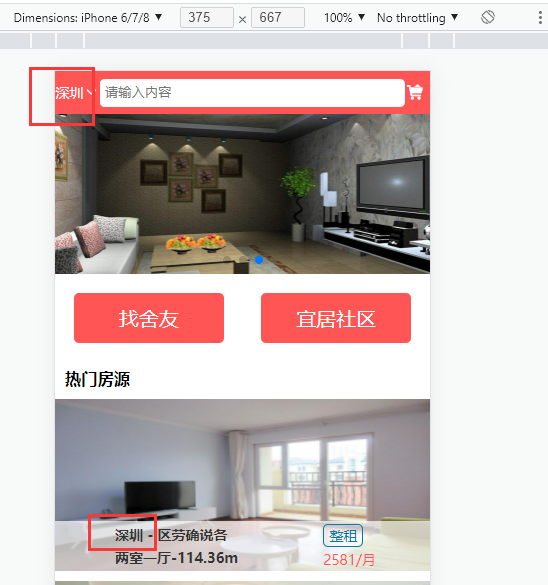 Dimensions: iPhone 6/7/8 ▼ 375 × 667 100% ▼ No throttling ▼
深圳 请输入内容
找舍友 宜居社区
热门房源
深圳 - 区劳确说各 整租
两室一厅-114.36m 2581/月